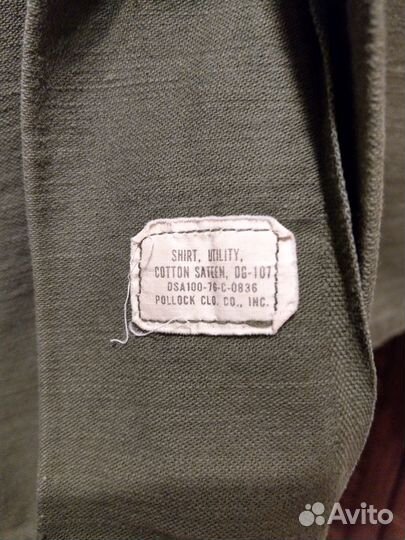 SHIRT, UTILITY,
COTTON SATEEN, OG-107
DSA100-76-C-0836
POLLOCK CLO. CO., INC.
Avito